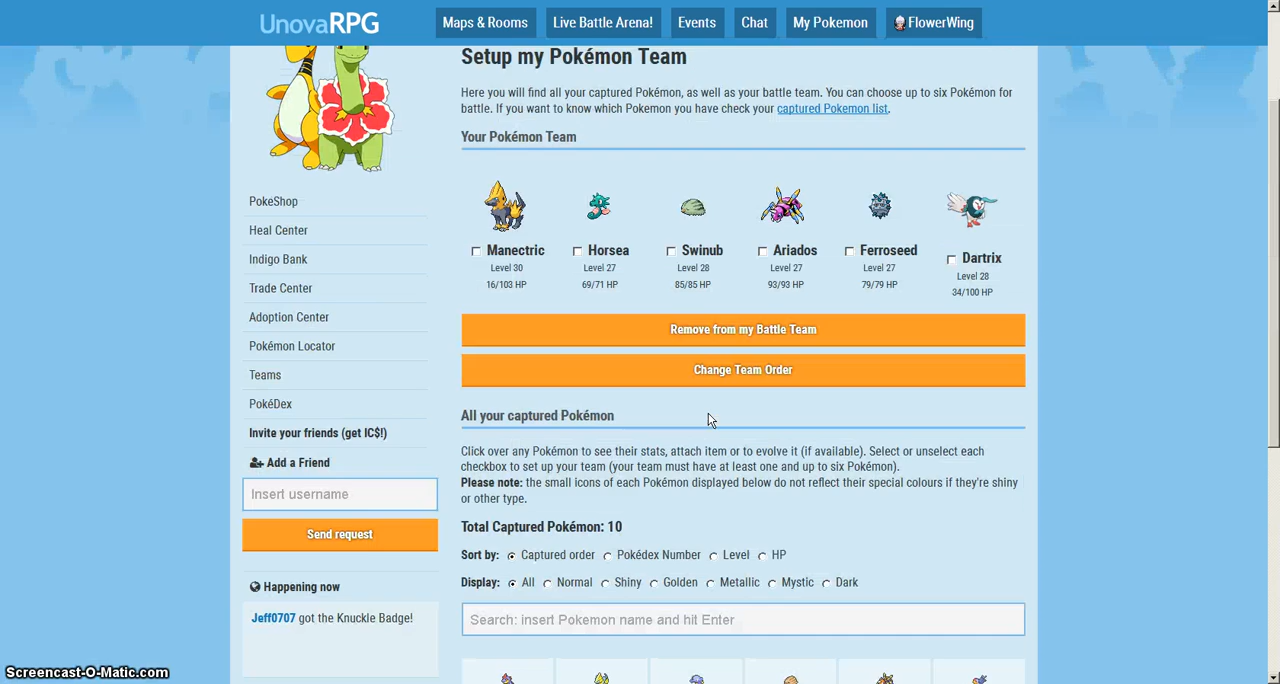 UnovaRPG
Maps & Rooms
Live Battle Arena!
Events
Chat
My Pokemon
FlowerWing
Setup my Pokémon Team
Here you will find all your captured Pokémon, as well as your battle team. You can choose up to six Pokémon for
battle. If you want to know which Pokemon you have check your captured Pokemon list.
Your Pokémon Team
Manectric
Level 30
16/103 HP
Horsea
Level 27
69/71 HP
Swinub
Level 28
85/85 HP
Ariados
Level 27
93/93 HP
Ferroseed
Level 27
79/79 HP
Dartrix
Level 28
34/100 HP
Remove from my Battle Team
Change Team Order
All your captured Pokémon
Click over any Pokémon to see their stats, attach item or to evolve it (if available). Select or unselect each
checkbox to set up your team (your team must have at least one and up to six Pokémon).
Please note: the small icons of each Pokémon displayed below do not reflect their special colours if they're shiny
or other type.
Total Captured Pokémon: 10
Sort by: Captured order Pokédex Number Level HP
Display: All Normal Shiny Golden Metallic Mystic Dark
Search: insert Pokemon name and hit Enter
PokeShop
Heal Center
Indigo Bank
Trade Center
Adoption Center
Pokémon Locator
Teams
PokéDex
Invite your friends (get IC$!)
Add a Friend
Insert username
Send request
Happening now
Jeff0707 got the Knuckle Badge!
Screencast-O-Matic.com